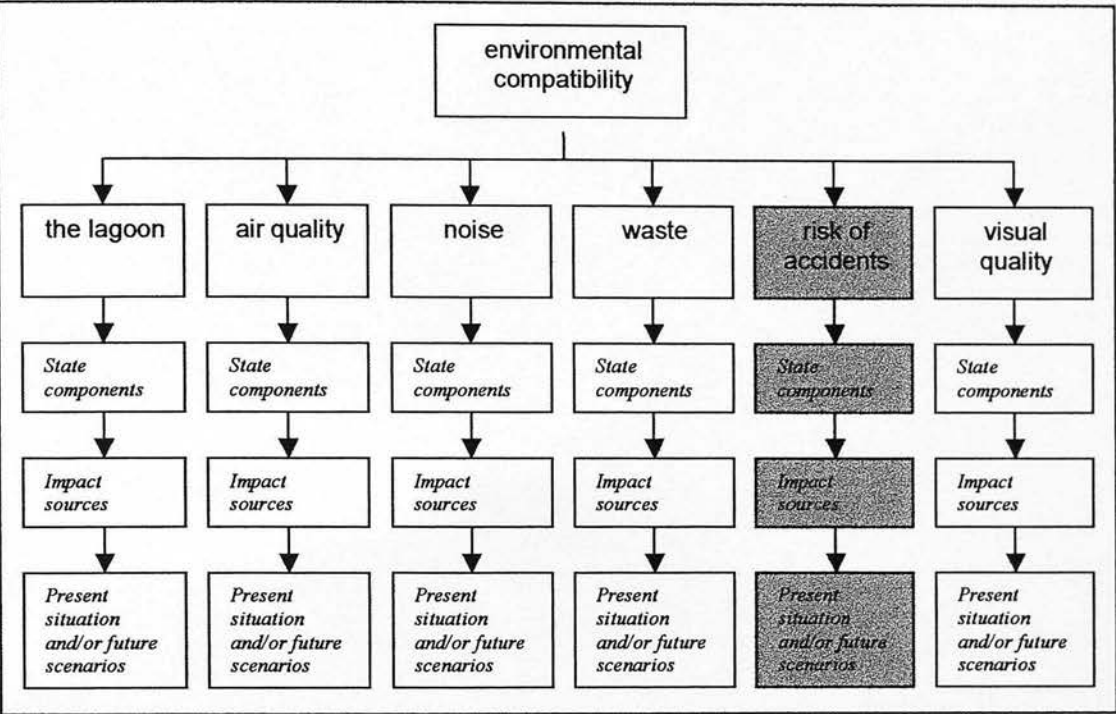 environmental
compatibility
the lagoon
air quality
noise
waste
risk of
accidents
visual
quality
State
components
State
components
State
components
State
components
State
components
State
components
Impact
sources
Impact
sources
Impact
sources
Impact
sources
Impact
sources
Impact
sources
Present
situation
and/or future
scenarios
Present
situation
and/or future
scenarios
Present
situation
and/or future
scenarios
Present
situation
and/or future
scenarios
Present
situation
and/or future
scenarios
Present
situation
and/or future
scenarios